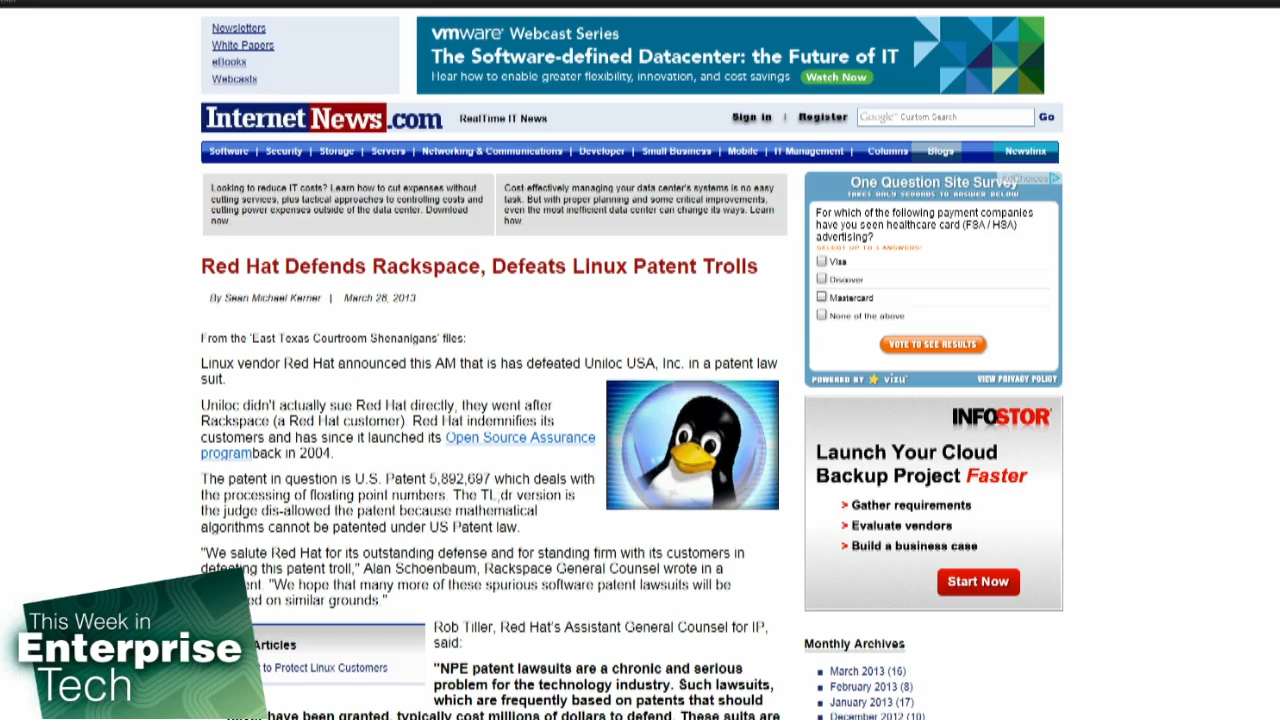 Newsletters
White Papers
eBooks
Webcasts
vmware Webcast Series
The Software-defined Datacenter: the Future of IT
Hear how to enable greater flexibility, innovation, and cost savings Watch Now
InternetNews.com RealTime IT News Sign in | Register Google™ Custom Search Go
Software | Security | Storage | Servers | Networking & Communications | Developer | Small Business | Mobile | IT Management | Columns Blogs Newslinx
Looking to reduce IT costs? Learn how to cut expenses without
cutting services, plus tactical approaches to controlling costs and
cutting power expenses outside of the data center. Download
now.
Cost effectively managing your data center's systems is no easy
task. But with proper planning and some critical improvements,
even the most inefficient data center can change its ways. Learn
how.
Red Hat Defends Rackspace, Defeats Linux Patent Trolls
By Sean Michael Kerner | March 28, 2013
From the 'East Texas Courtroom Shenanigans' files:
Linux vendor Red Hat announced this AM that is has defeated Uniloc USA, Inc. in a patent law
suit.
Uniloc didn't actually sue Red Hat directly, they went after
Rackspace (a Red Hat customer). Red Hat indemnifies its
customers and has since it launched its Open Source Assurance
programback in 2004.
The patent in question is U.S. Patent 5,892,697 which deals with
the processing of floating point numbers. The TL;dr version is
the judge dis-allowed the patent because mathematical
algorithms cannot be patented under US Patent law.
"We salute Red Hat for its outstanding defense and for standing firm with its customers in
defeating this patent troll," Alan Schoenbaum, Rackspace General Counsel wrote in a
ent. "We hope that many more of these spurious software patent lawsuits will be
ed on similar grounds."
Articles
t to Protect Linux Customers
Rob Tiller, Red Hat's Assistant General Counsel for IP,
said:
"NPE patent lawsuits are a chronic and serious
problem for the technology industry. Such lawsuits,
which are frequently based on patents that should
never have been granted, typically cost millions of dollars to defend. These suits are
One Question Site Survey
AdChoices
TAKES ONLY SECONDS TO ANSWER BELOW
For which of the following payment companies
have you seen healthcare card (FSA / HSA)
advertising?
SELECT UP TO 3 ANSWERS!
Visa
Discover
Mastercard
None of the above
VOTE TO SEE RESULTS
POWERED BY vizu VIEW PRIVACY POLICY
INFOSTOR
Launch Your Cloud
Backup Project Faster
> Gather requirements
> Evaluate vendors
> Build a business case
Start Now
Monthly Archives
March 2013 (16)
February 2013 (8)
January 2013 (17)
December 2012 (10)
This Week in
Enterprise
Tech